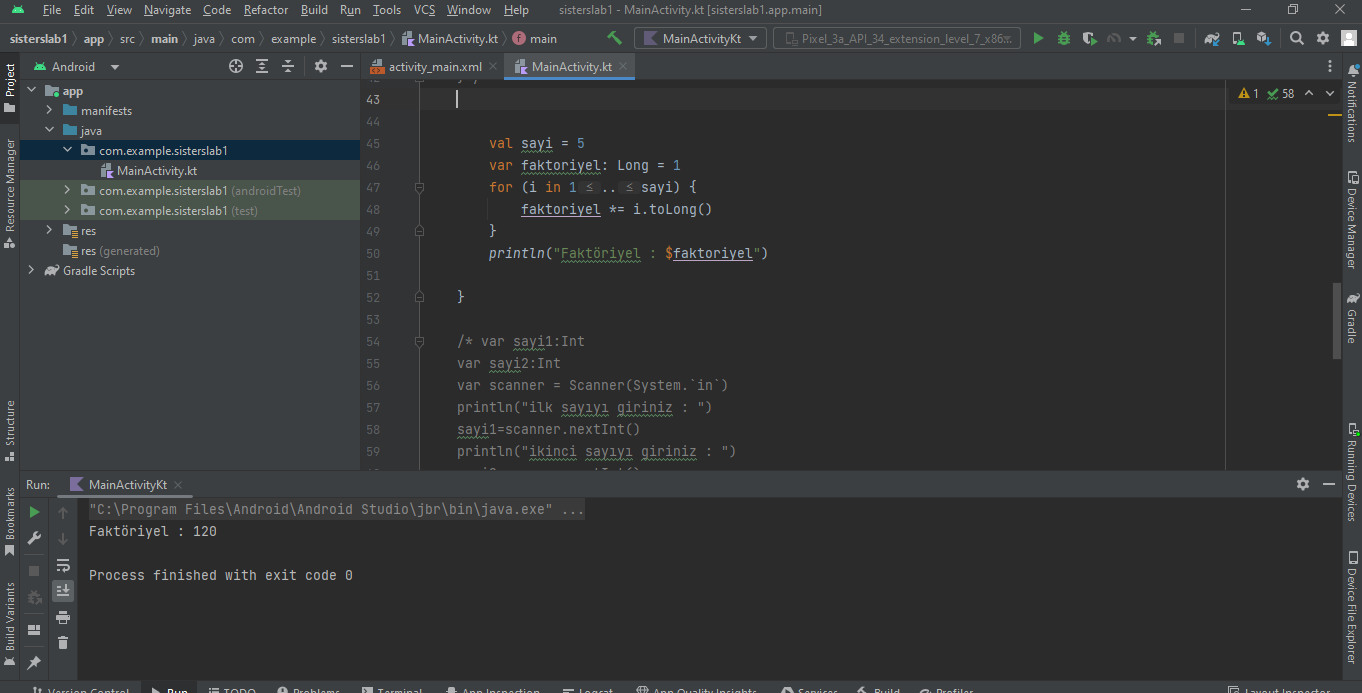 File Edit View Navigate Code Refactor Build Run Tools VCS Window Help sisterslab1 - MainActivity.kt [sisterslab1.app.main]
sisterslab1 app src main java com example sisterslab1 MainActivity.kt main MainActivityKt Pixel_3a_API_34_extension_level_7_x86...
Android
activity_main.xml MainActivity.kt
app
manifests
java
com.example.sisterslab1
MainActivity.kt
com.example.sisterslab1 (androidTest)
com.example.sisterslab1 (test)
res
res (generated)
Gradle Scripts
Project
Resource Manager
Structure
Bookmarks
Build Variants
1 58
43
44
45 val sayi = 5
46 var faktoriyel: Long = 1
47 for (i in 1 ≤ .. ≤ sayi) {
48 faktoriyel *= i.toLong()
49 }
50 println("Faktöriyel : $faktoriyel")
51
52 }
53
54 /* var sayi1:Int
55 var sayi2:Int
56 var scanner = Scanner(System.`in`)
57 println("ilk sayıyı giriniz : ")
58 sayi1=scanner.nextInt()
59 println("ikinci sayıyı giriniz : ")
Notifications
Device Manager
Gradle
Running Devices
Device File Explorer
Run: MainActivityKt
"C:\Program Files\Android\Android Studio\jbr\bin\java.exe" ...
Faktöriyel : 120
Process finished with exit code 0
Version Control Run TODO Problems Terminal App Inspection Logcat App Quality Insights Services Build Profiler Layout Inspector